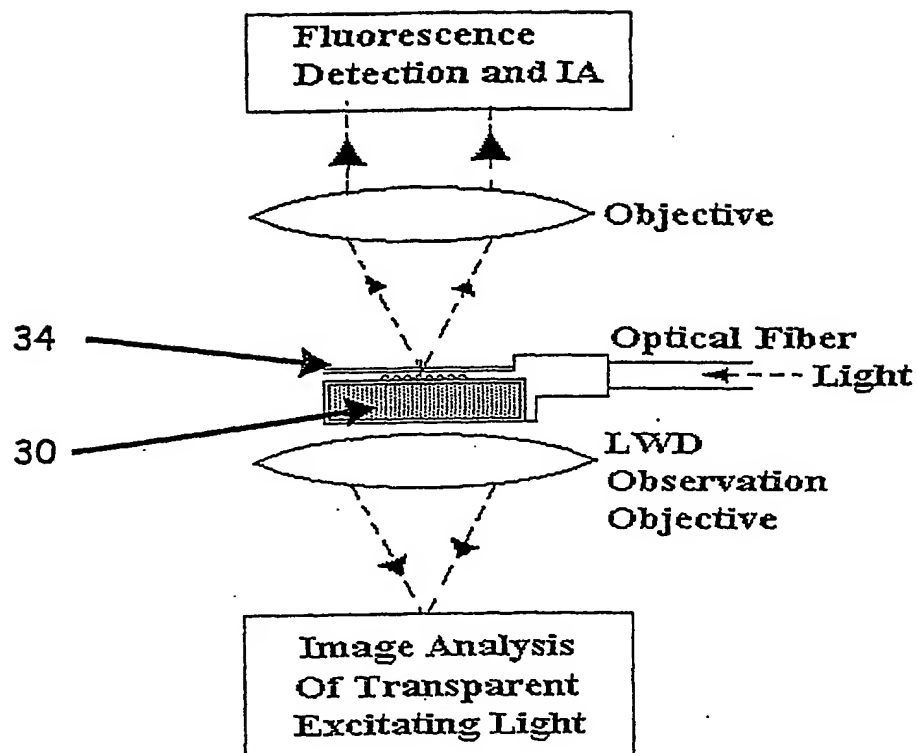 Fluorescence
Detection and IA
Objective
34
Optical Fiber
Light
30
LWD
Observation
Objective
Image Analysis
Of Transparent
Excitating Light